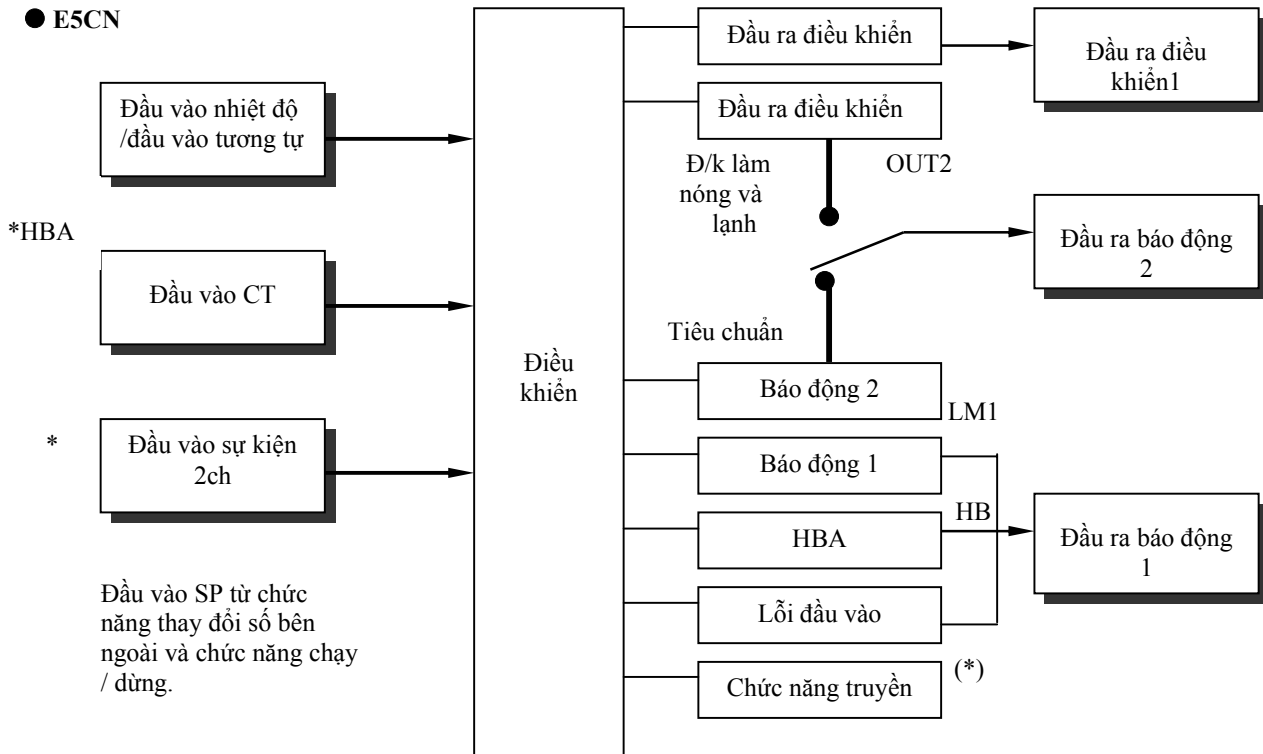 ● E5CN
Đầu vào nhiệt độ
/đầu vào tương tự
*HBA
Đầu vào CT
*
Đầu vào sự kiện
2ch
Đầu vào SP từ chức
năng thay đổi số bên
ngoài và chức năng chạy
/ dừng.
Điều
khiển
Đầu ra điều khiển
Đầu ra điều khiển
Đ/k làm
nóng và
lạnh
OUT2
Tiêu chuẩn
Báo động 2
LM1
Báo động 1
HBA
HB
Lỗi đầu vào
(*)
Chức năng truyền
Đầu ra điều
khiển1
Đầu ra báo động
2
Đầu ra báo động
1